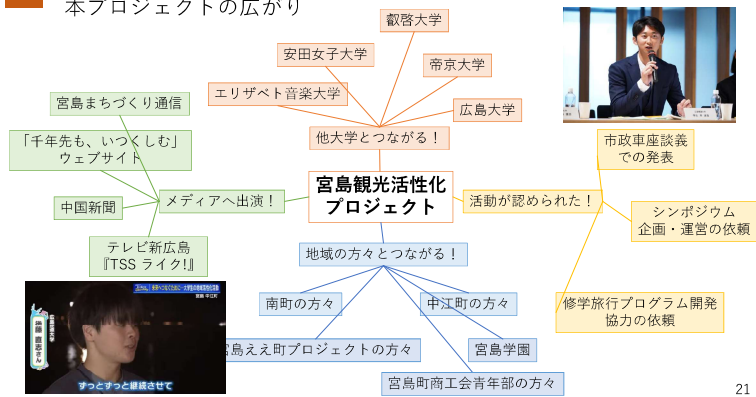 本プロジェクトの広がり
叡啓大学
安田女子大学
帝京大学
エリザベト音楽大学
広島大学
他大学とつながる！
宮島まちづくり通信
「千年先も、いつくしむ」
ウェブサイト
中国新聞
メディアへ出演！
テレビ新広島
『TSS ライク!』
宮島観光活性化
プロジェクト
活動が認められた！
市政車座談義
での発表
シンポジウム
企画・運営の依頼
修学旅行プログラム開発
協力の依頼
地域の方々とつながる！
南町の方々
中江町の方々
宮島ええ町プロジェクトの方々
宮島学園
宮島町商工会青年部の方々
ずっとずっと継続させて
21